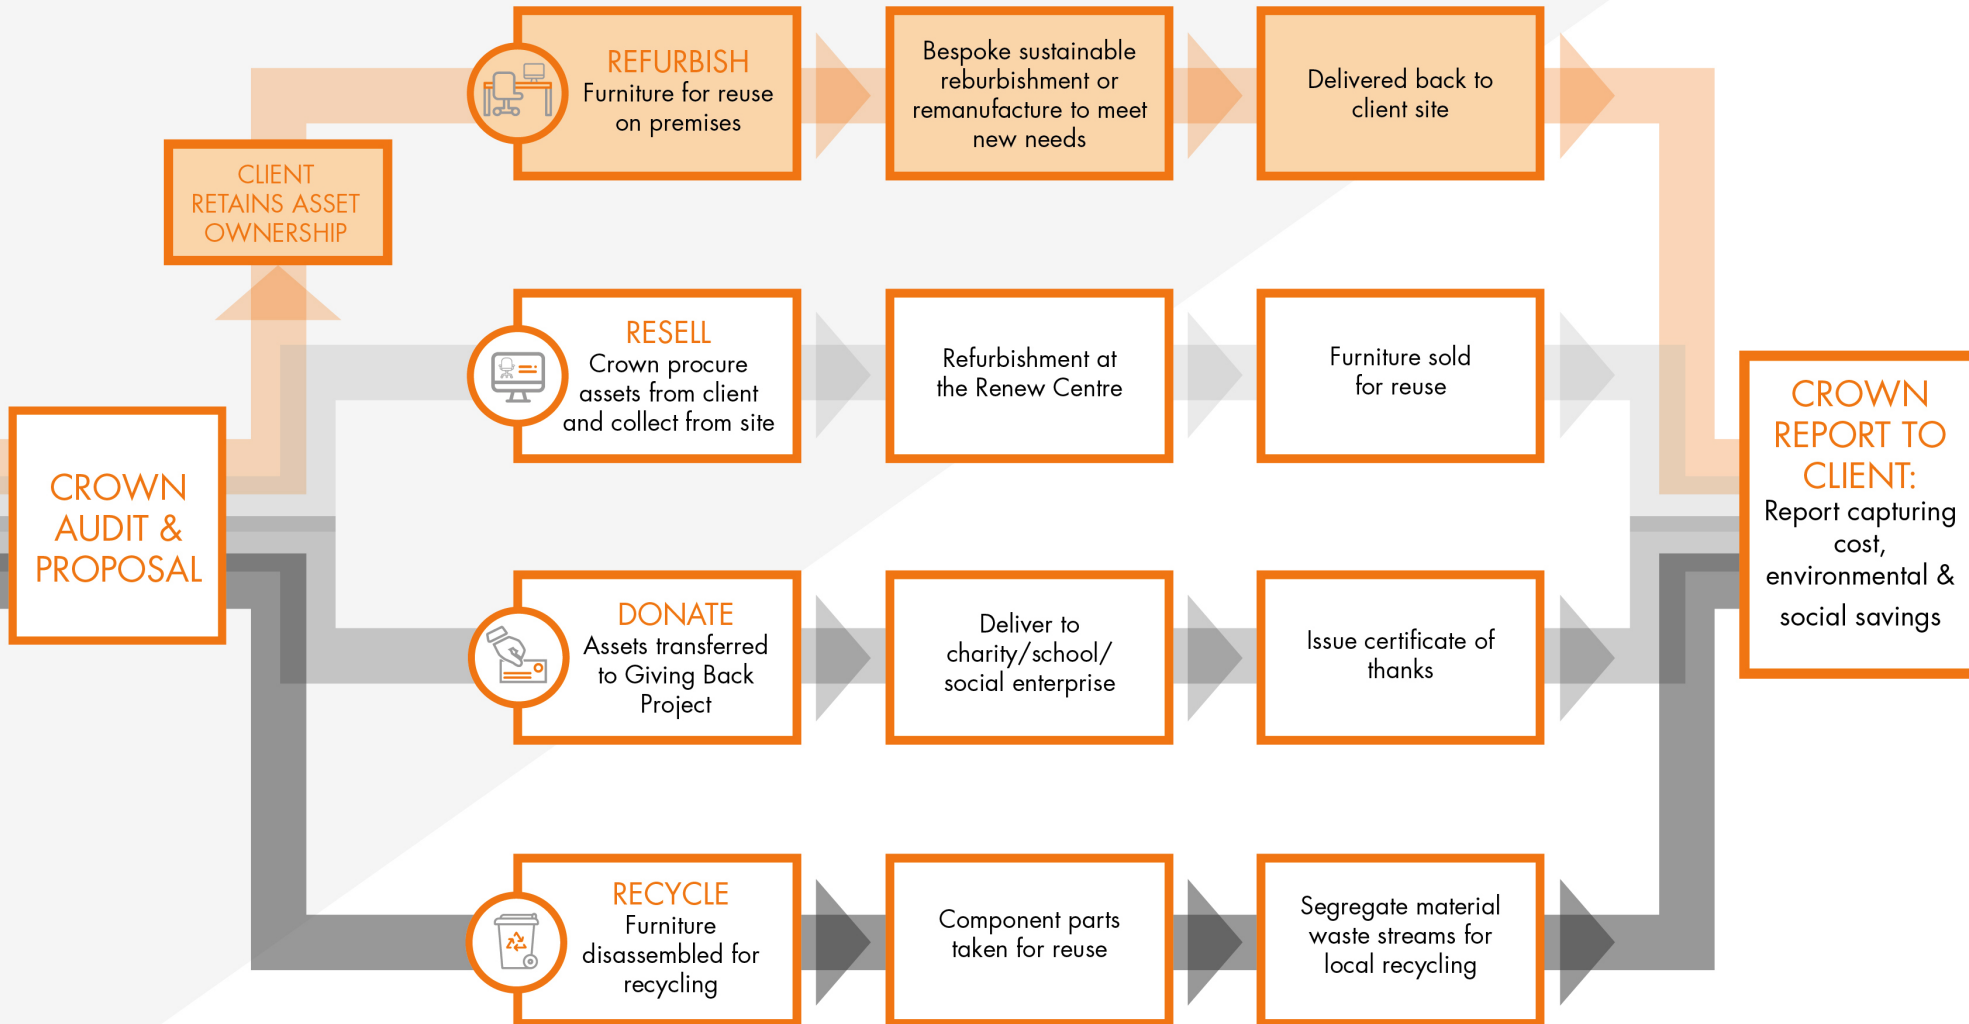 CROWN
AUDIT &
PROPOSAL
CLIENT
RETAINS ASSET
OWNERSHIP
REFURBISH
Furniture for reuse
on premises
Bespoke sustainable
reburbishment or
remanufacture to meet
new needs
Delivered back to
client site
RESELL
Crown procure
assets from client
and collect from site
Refurbishment at
the Renew Centre
Furniture sold
for reuse
DONATE
Assets transferred
to Giving Back
Project
Deliver to
charity/school/
social enterprise
Issue certificate of
thanks
RECYCLE
Furniture
disassembled for
recycling
Component parts
taken for reuse
Segregate material
waste streams for
local recycling
CROWN
REPORT TO
CLIENT:
Report capturing
cost,
environmental &
social savings